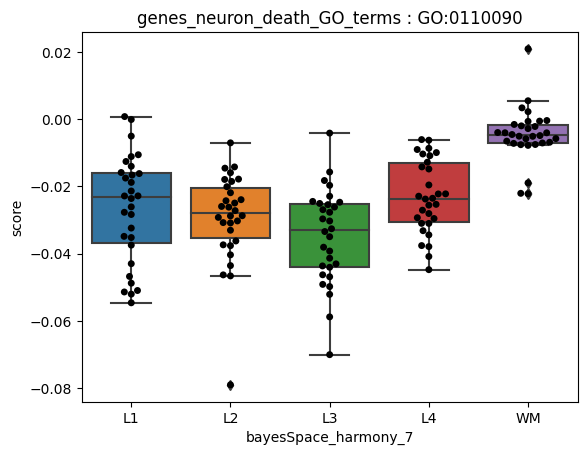 genes_neuron_death_GO_terms : GO:0110090
0.02
0.00
−0.02
−0.04
−0.06
−0.08
score
L1 L2 L3 L4 WM
bayesSpace_harmony_7